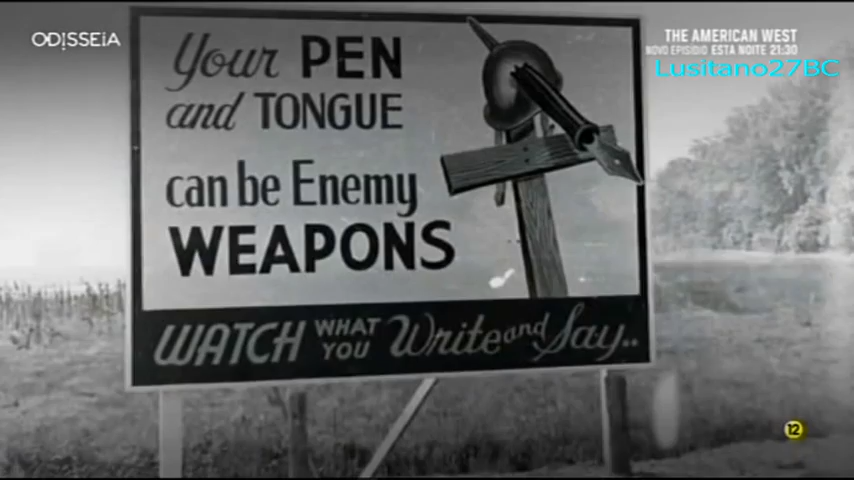 ODISSEiA
THE AMERICAN WEST
NOVO EPISÓDIO ESTA NOITE 21:30
Lusitano27BC
Your PEN
and TONGUE
can be Enemy
WEAPONS
WATCH WHAT YOU Write and Say..
12